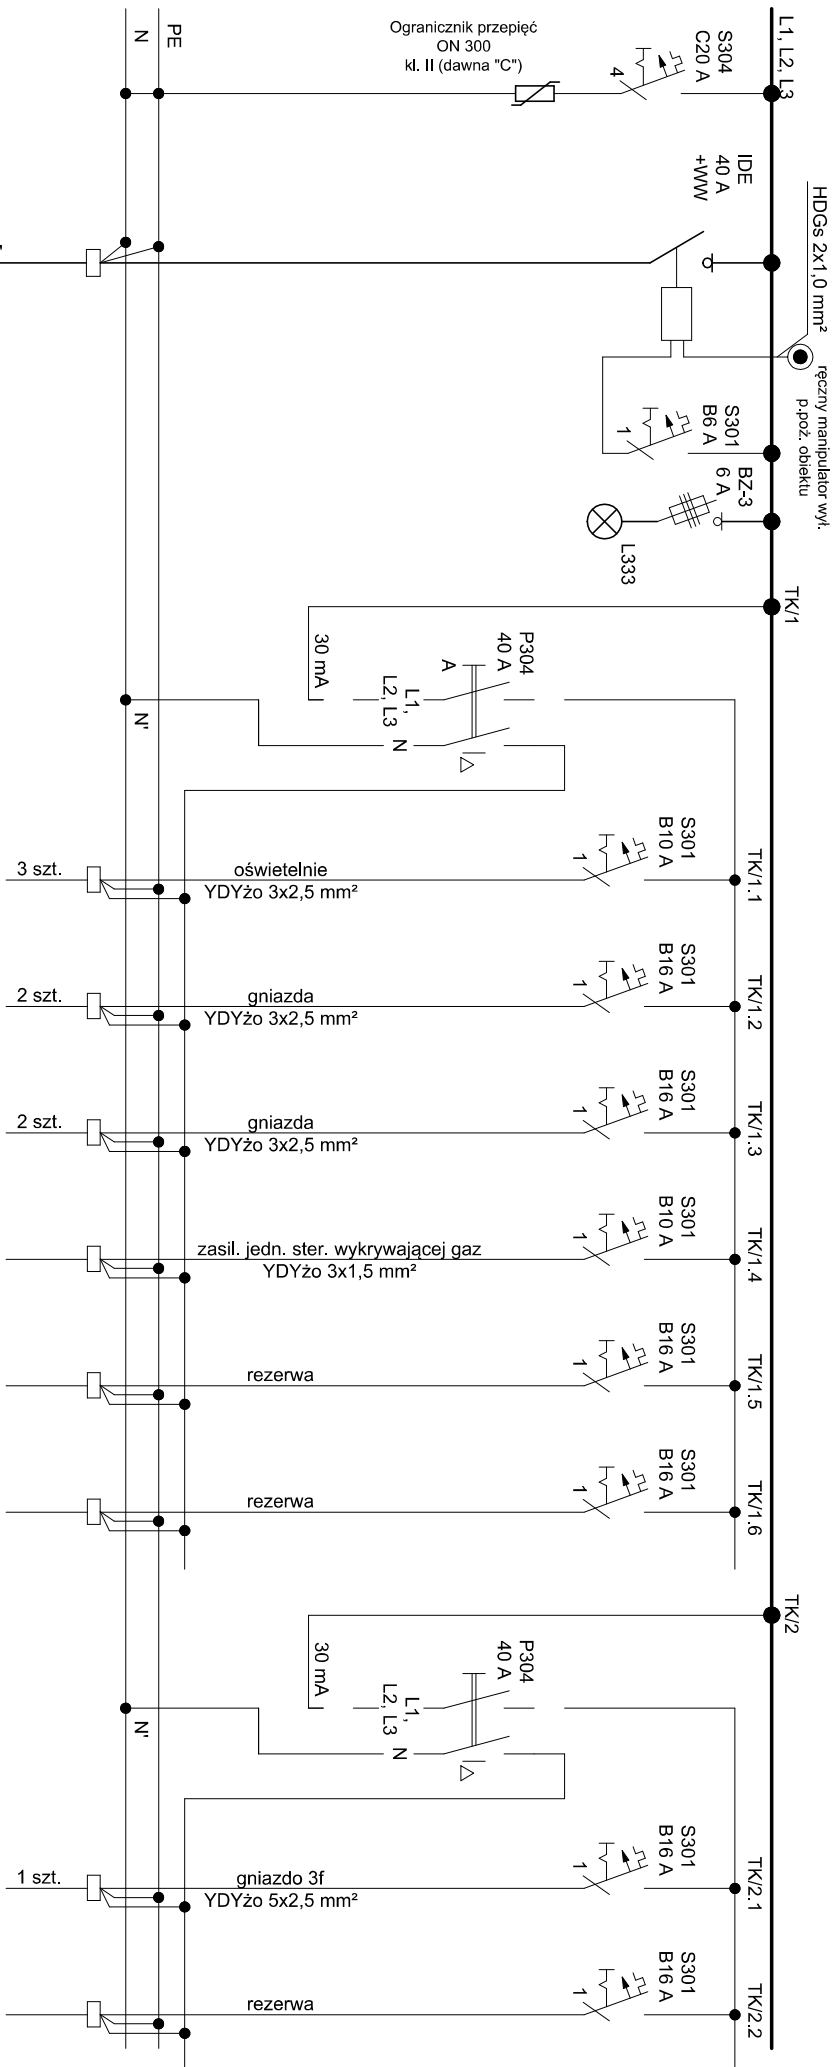 L1, L2, L3
PE
N
Ogranicznik przepięć
ON 300
kl. II (dawna "C")
S304
C20 A
4
IDE
40 A
+WW
HDGs 2x1,0 mm²
ręczny manipulator wył.
p.poż. obiektu
S301
B6 A
1
BZ-3
6 A
L333
TK/1
P304
40 A
A
30 mA
L1,
L2, L3
N
N'
TK/1.1
S301
B10 A
1
oświetelnie
YDYżo 3x2,5 mm²
3 szt.
TK/1.2
S301
B16 A
1
gniazda
YDYżo 3x2,5 mm²
2 szt.
TK/1.3
S301
B16 A
1
gniazda
YDYżo 3x2,5 mm²
2 szt.
TK/1.4
S301
B10 A
1
zasil. jedn. ster. wykrywającej gaz
YDYżo 3x1,5 mm²
TK/1.5
S301
B16 A
1
rezerwa
TK/1.6
S301
B16 A
1
rezerwa
TK/2
P304
40 A
30 mA
L1,
L2, L3
N
N'
TK/2.1
S301
B16 A
1
gniazdo 3f
YDYżo 5x2,5 mm²
1 szt.
TK/2.2
S301
B16 A
1
rezerwa